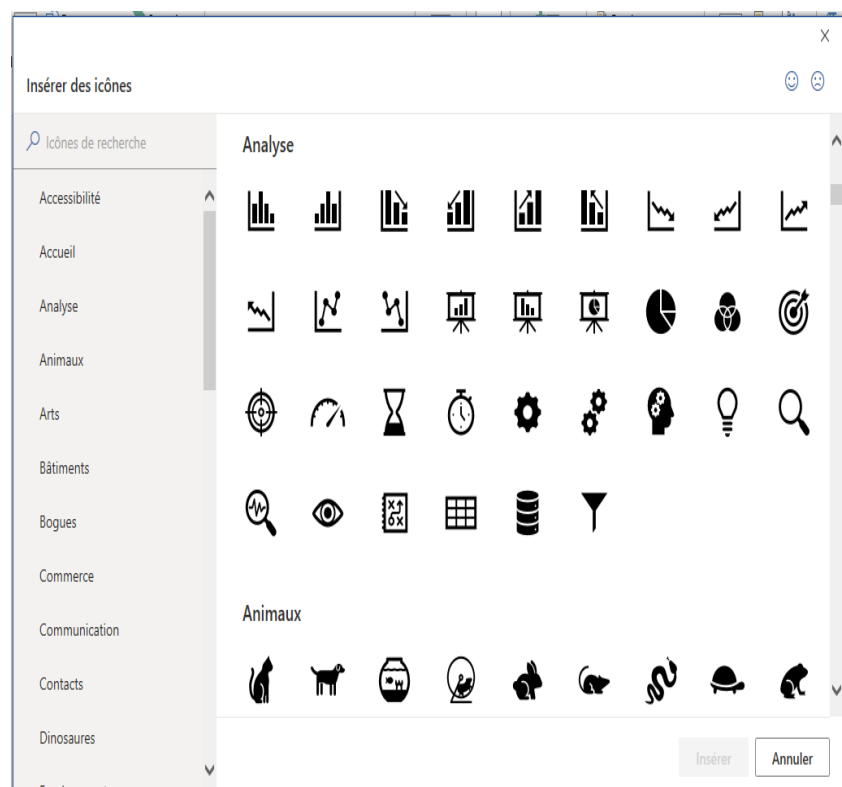 Insérer des icônes
Icônes de recherche
Accessibilité
Accueil
Analyse
Animaux
Arts
Bâtiments
Bogues
Commerce
Communication
Contacts
Dinosaures
Analyse
Animaux
Insérer
Annuler